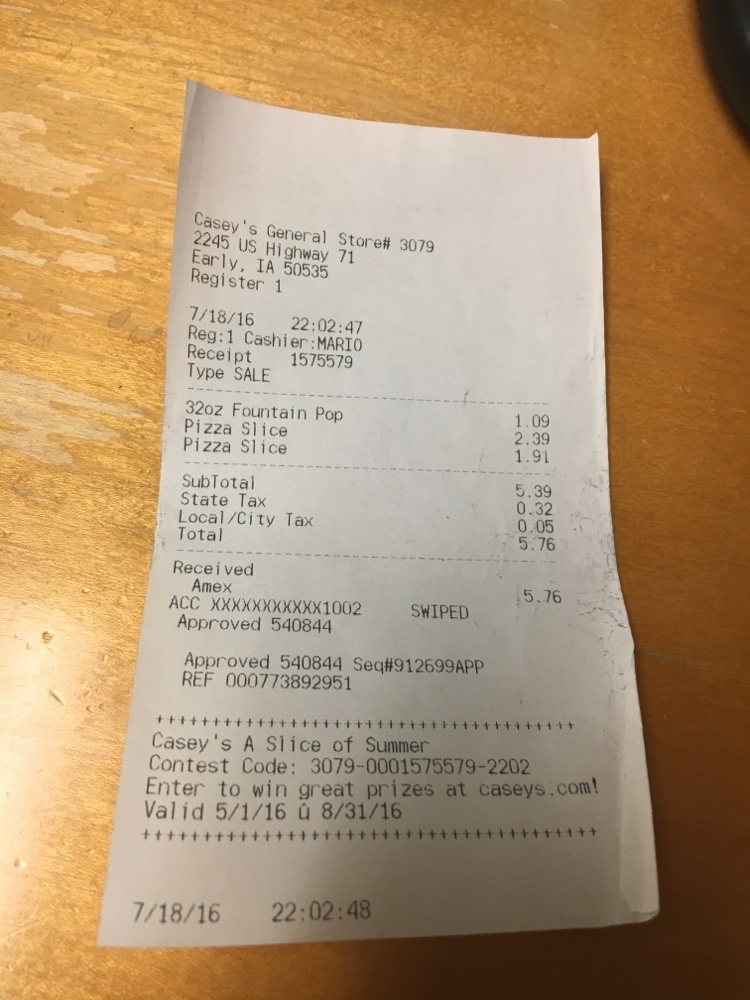 Casey's General Store# 3079
2245 US Highway 71
Early, IA 50535
Register 1
7/18/16 22:02:47
Reg:1 Cashier:MARIO
Receipt 1575579
Type SALE
--------------------------------------
32oz Fountain Pop 1.09
Pizza Slice 2.39
Pizza Slice 1.91
--------------------------------------
SubTotal 5.39
State Tax 0.32
Local/City Tax 0.05
Total 5.76
--------------------------------------
Received
Amex 5.76
ACC XXXXXXXXXXX1002 SWIPED
Approved 540844
Approved 540844 Seq#912699APP
REF 000773892951
++++++++++++++++++++++++++++++++++++++
Casey's A Slice of Summer
Contest Code: 3079-0001575579-2202
Enter to win great prizes at caseys.com!
Valid 5/1/16 û 8/31/16
++++++++++++++++++++++++++++++++++++++
7/18/16 22:02:48